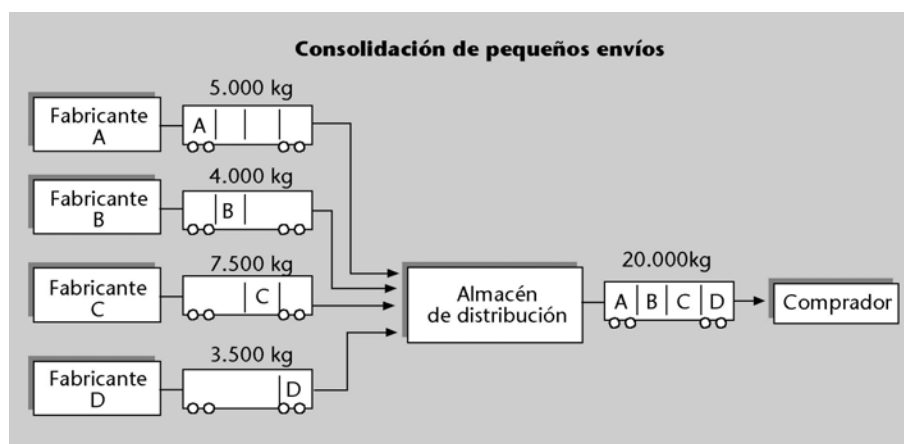 Consolidación de pequeños envíos
5.000 kg
Fabricante
A
A
4.000 kg
Fabricante
B
B
7.500 kg
Fabricante
C
C
3.500 kg
Fabricante
D
D
Almacén
de distribución
20.000kg
A B C D
Comprador